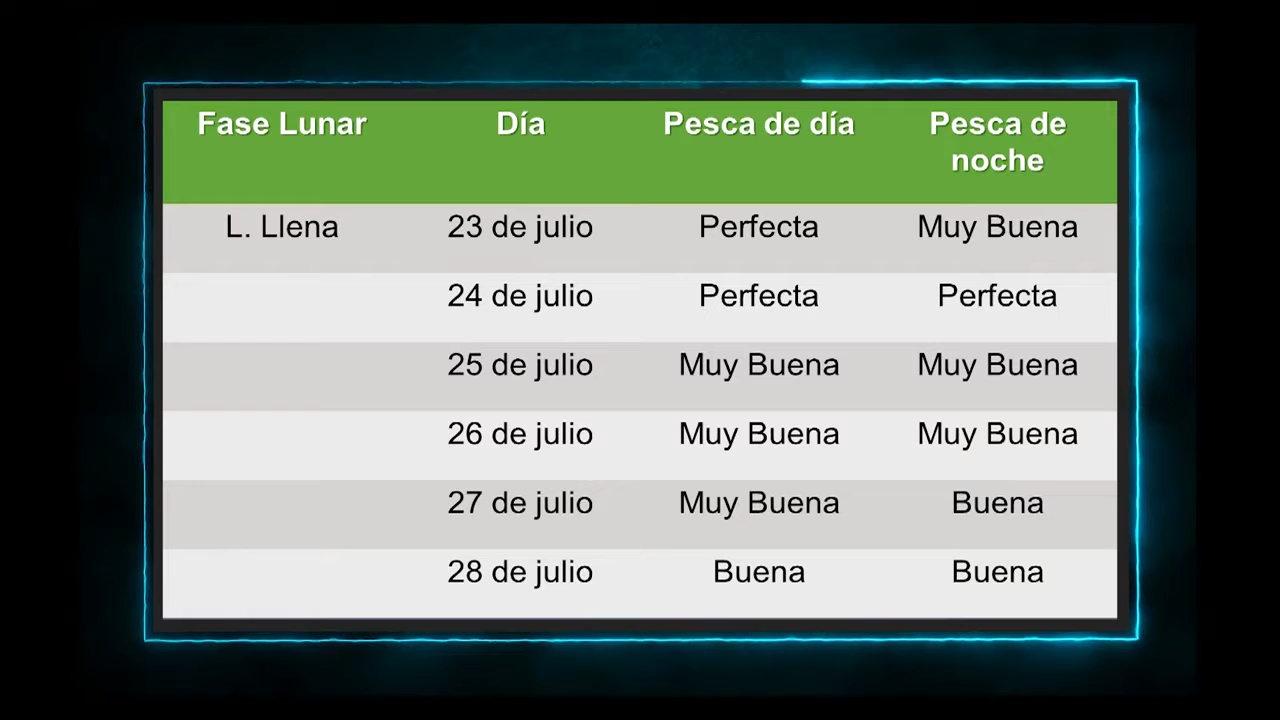 Fase Lunar Día Pesca de día Pesca de
noche
L. Llena 23 de julio Perfecta Muy Buena
24 de julio Perfecta Perfecta
25 de julio Muy Buena Muy Buena
26 de julio Muy Buena Muy Buena
27 de julio Muy Buena Buena
28 de julio Buena Buena